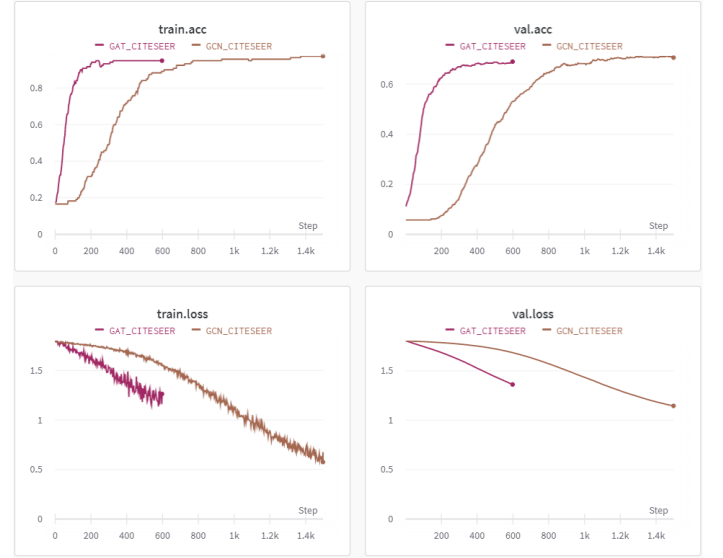 train.acc
GAT_CITESEER GCN_CITESEER
0.8
0.6
0.4
0.2
0
Step
0 200 400 600 800 1k 1.2k 1.4k
val.acc
GAT_CITESEER GCN_CITESEER
0.6
0.4
0.2
0
Step
200 400 600 800 1k 1.2k 1.4k
train.loss
GAT_CITESEER GCN_CITESEER
1.5
1
0.5
0
Step
0 200 400 600 800 1k 1.2k 1.4k
val.loss
GAT_CITESEER GCN_CITESEER
1.5
1
0.5
0
Step
200 400 600 800 1k 1.2k 1.4k